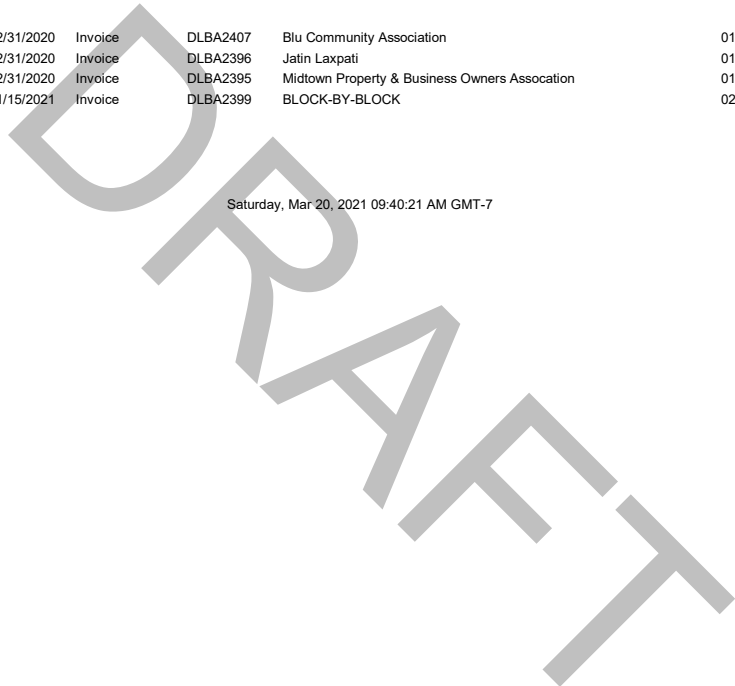 2/31/2020 Invoice DLBA2407 Blu Community Association 01
2/31/2020 Invoice DLBA2396 Jatin Laxpati 01
2/31/2020 Invoice DLBA2395 Midtown Property & Business Owners Assocation 01
1/15/2021 Invoice DLBA2399 BLOCK-BY-BLOCK 02
Saturday, Mar 20, 2021 09:40:21 AM GMT-7
DRAFT